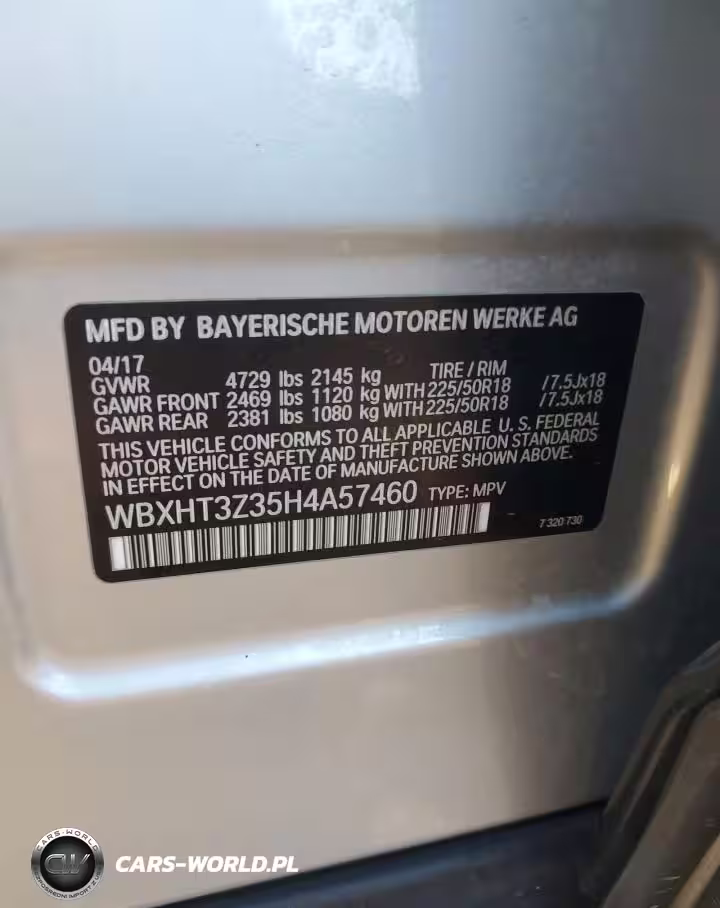 MFD BY BAYERISCHE MOTOREN WERKE AG
04/17 TIRE / RIM
GVWR 4729 lbs 2145 kg
GAWR FRONT 2469 lbs 1120 kg WITH 225/50R18 /7.5Jx18
GAWR REAR 2381 lbs 1080 kg WITH 225/50R18 /7.5Jx18
THIS VEHICLE CONFORMS TO ALL APPLICABLE U. S. FEDERAL
MOTOR VEHICLE SAFETY AND THEFT PREVENTION STANDARDS
IN EFFECT ON THE DATE OF MANUFACTURE SHOWN ABOVE.
WBXHT3Z35H4A57460 TYPE: MPV
7 320 730
CARS-WORLD
CW
CARS-WORLD.PL